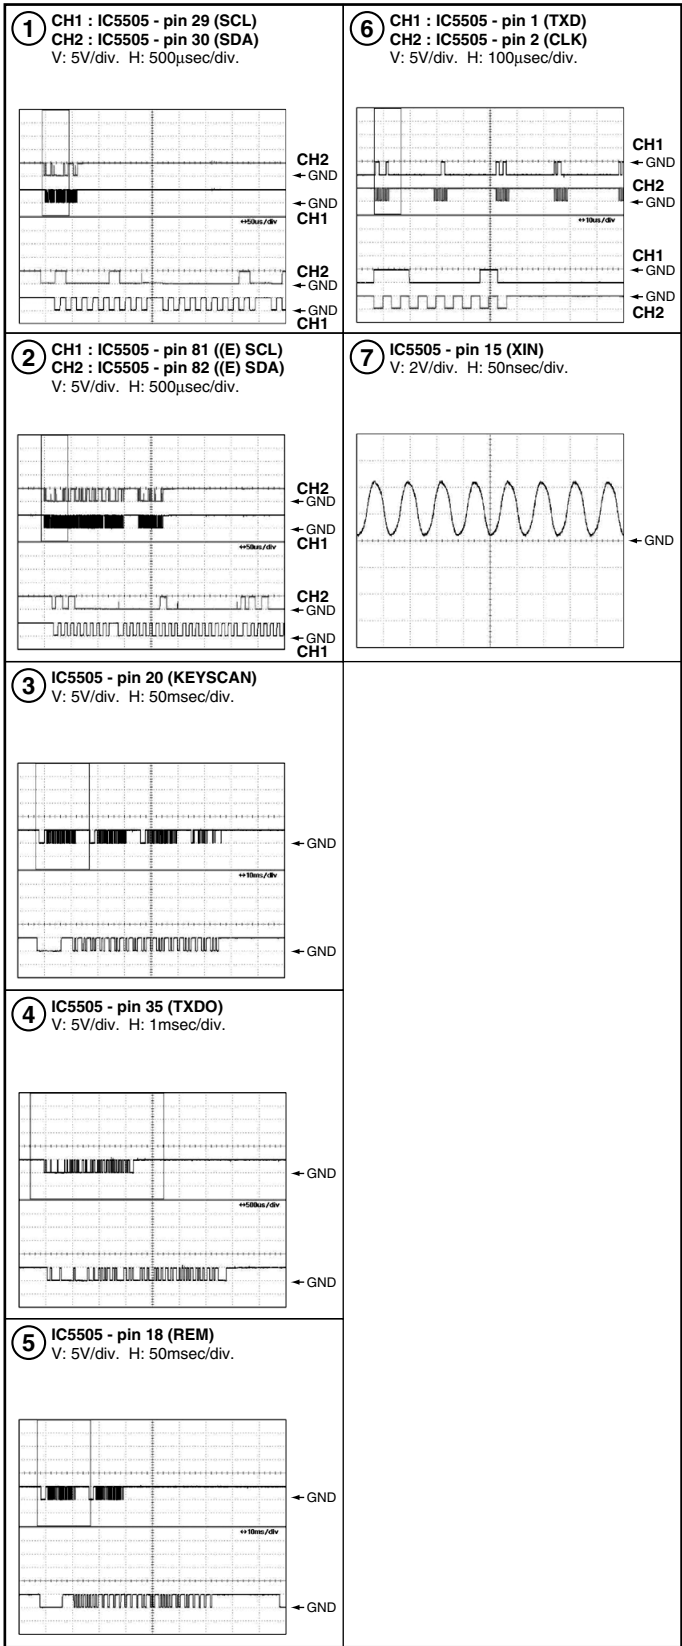 1 CH1 : IC5505 - pin 29 (SCL)
CH2 : IC5505 - pin 30 (SDA)
V: 5V/div. H: 500μsec/div.
CH2
← GND
← GND
CH1
↔50us/div
CH2
← GND
← GND
CH1
2 CH1 : IC5505 - pin 81 ((E) SCL)
CH2 : IC5505 - pin 82 ((E) SDA)
V: 5V/div. H: 500μsec/div.
CH2
← GND
← GND
CH1
↔50us/div
CH2
← GND
← GND
CH1
3 IC5505 - pin 20 (KEYSCAN)
V: 5V/div. H: 50msec/div.
← GND
↔10ms/div
← GND
4 IC5505 - pin 35 (TXDO)
V: 5V/div. H: 1msec/div.
← GND
↔500us/div
← GND
5 IC5505 - pin 18 (REM)
V: 5V/div. H: 50msec/div.
← GND
↔10ms/div
← GND
6 CH1 : IC5505 - pin 1 (TXD)
CH2 : IC5505 - pin 2 (CLK)
V: 5V/div. H: 100μsec/div.
CH1
← GND
CH2
← GND
↔10us/div
CH1
← GND
← GND
CH2
7 IC5505 - pin 15 (XIN)
V: 2V/div. H: 50nsec/div.
← GND